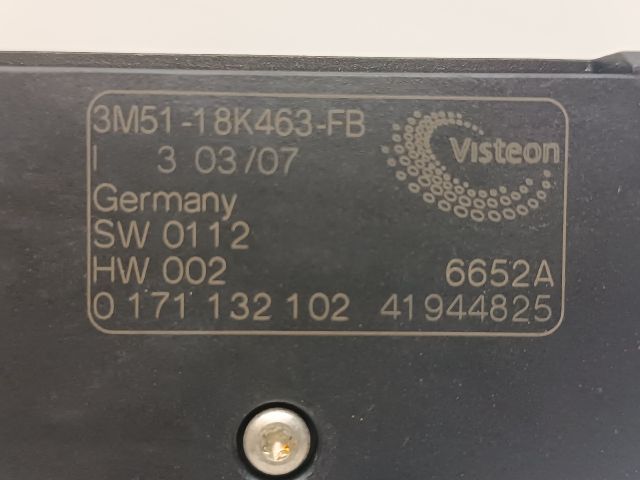 3M51-18K463-FB
Visteon
I 3 03/07
Germany
SW 0112
HW 002 6652A
0 171 132 102 41944825